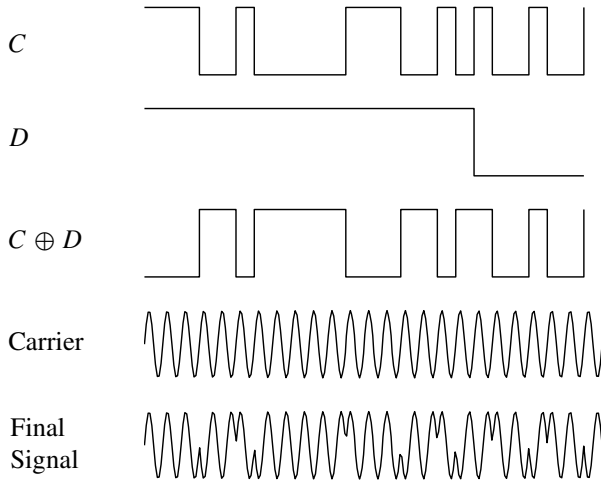 C
D
C ⊕ D
Carrier
Final
Signal